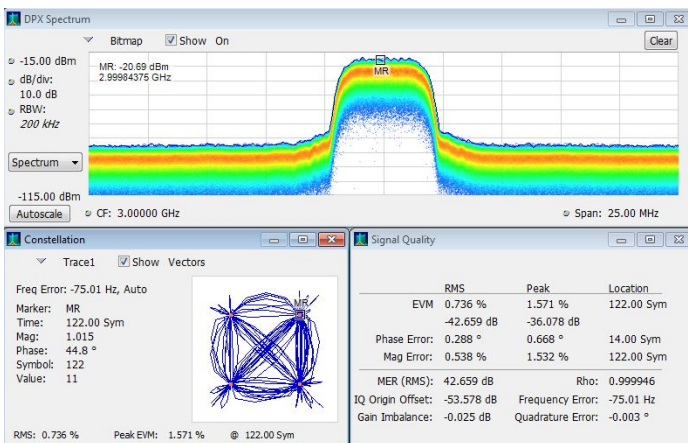 DPX Spectrum
Bitmap Show On Clear
-15.00 dBm
MR: -20.69 dBm
2.99984375 GHz
MR
dB/div:
10.0 dB
RBW:
200 kHz
Spectrum
-115.00 dBm
Autoscale CF: 3.00000 GHz Span: 25.00 MHz
Constellation
Trace1 Show Vectors
Freq Error: -75.01 Hz, Auto
Marker: MR
Time: 122.00 Sym
Mag: 1.015
Phase: 44.8 °
Symbol: 122
Value: 11
MR
RMS: 0.736 % Peak EVM: 1.571 % @ 122.00 Sym
Signal Quality
RMS Peak Location
EVM 0.736 % 1.571 % 122.00 Sym
-42.659 dB -36.078 dB
Phase Error: 0.288 ° 0.668 ° 14.00 Sym
Mag Error: 0.538 % 1.532 % 122.00 Sym
MER (RMS): 42.659 dB Rho: 0.999946
IQ Origin Offset: -53.578 dB Frequency Error: -75.01 Hz
Gain Imbalance: -0.025 dB Quadrature Error: -0.003 °